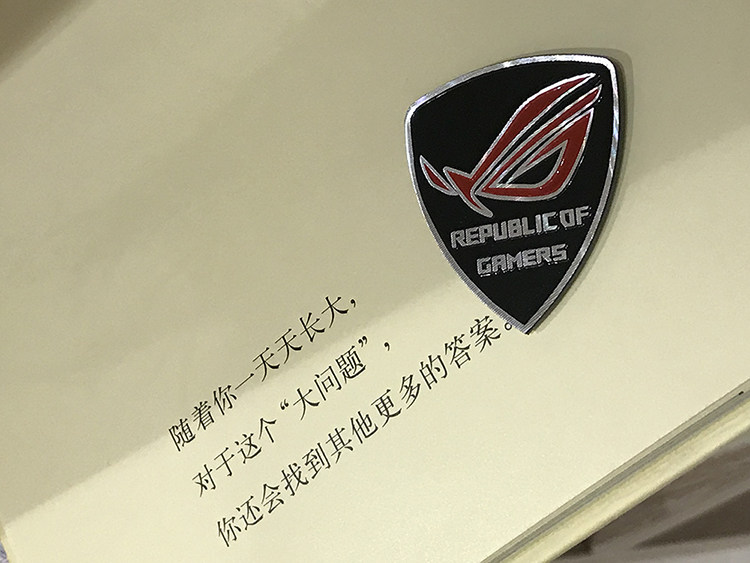 REPUBLIC OF
GAMERS
随着你一天天长大，
对于这个“大问题”，
你还会找到其他更多的答案。